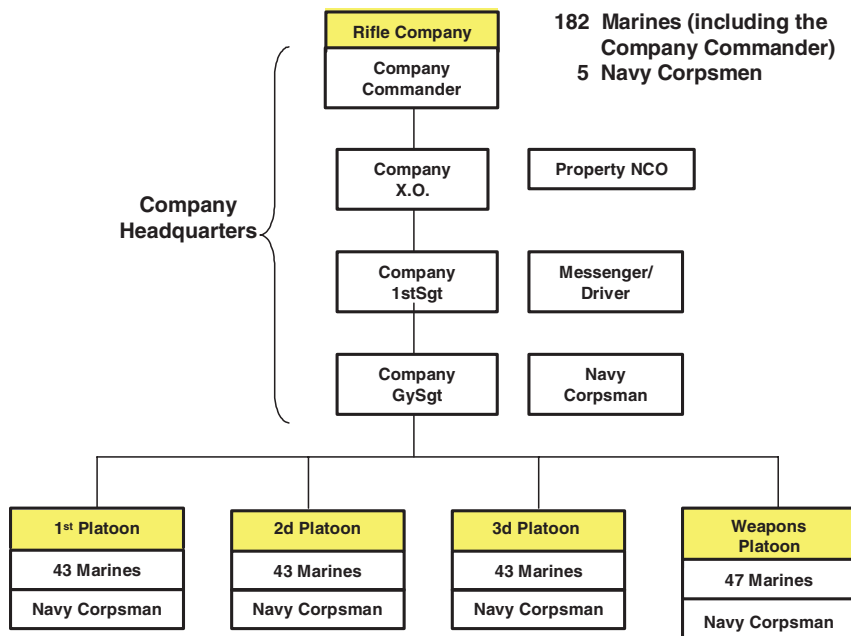 Rifle Company
Company
Commander
182 Marines (including the
Company Commander)
5 Navy Corpsmen
Company
X.O.
Property NCO
Company
Headquarters
Company
1stSgt
Messenger/
Driver
Company
GySgt
Navy
Corpsman
1st Platoon
43 Marines
Navy Corpsman
2d Platoon
43 Marines
Navy Corpsman
3d Platoon
43 Marines
Navy Corpsman
Weapons
Platoon
47 Marines
Navy Corpsman